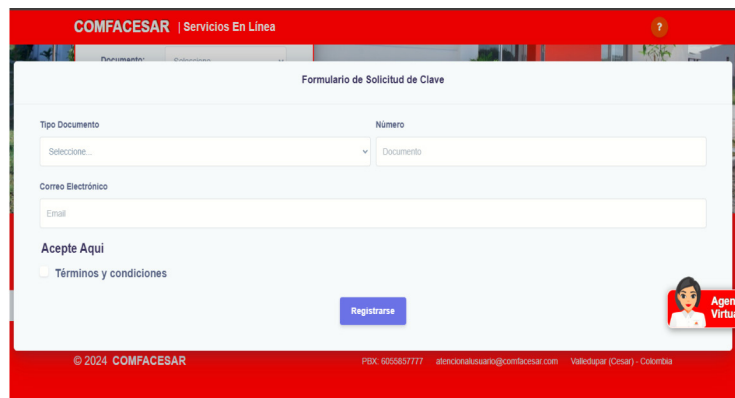 COMFACESAR | Servicios En Línea
?
Documento: Seleccione
Formulario de Solicitud de Clave
Tipo Documento
Número
Seleccione...
Documento
Correo Electrónico
Email
Acepte Aqui
Términos y condiciones
Registrarse
© 2024 COMFACESAR
PBX: 6055857777 atencionalusuario@comfacesar.com Valledupar (Cesar) - Colombia